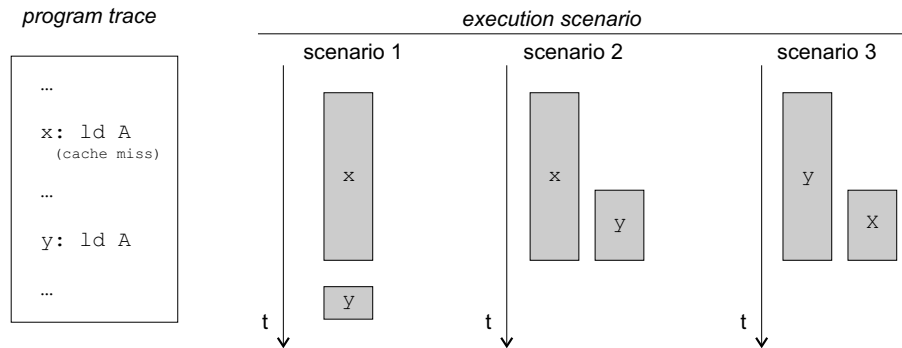 program trace
execution scenario
scenario 1 scenario 2 scenario 3
…
x: ld A
(cache miss)
…
y: ld A
…
x
y
t
x
y
t
y
X
t